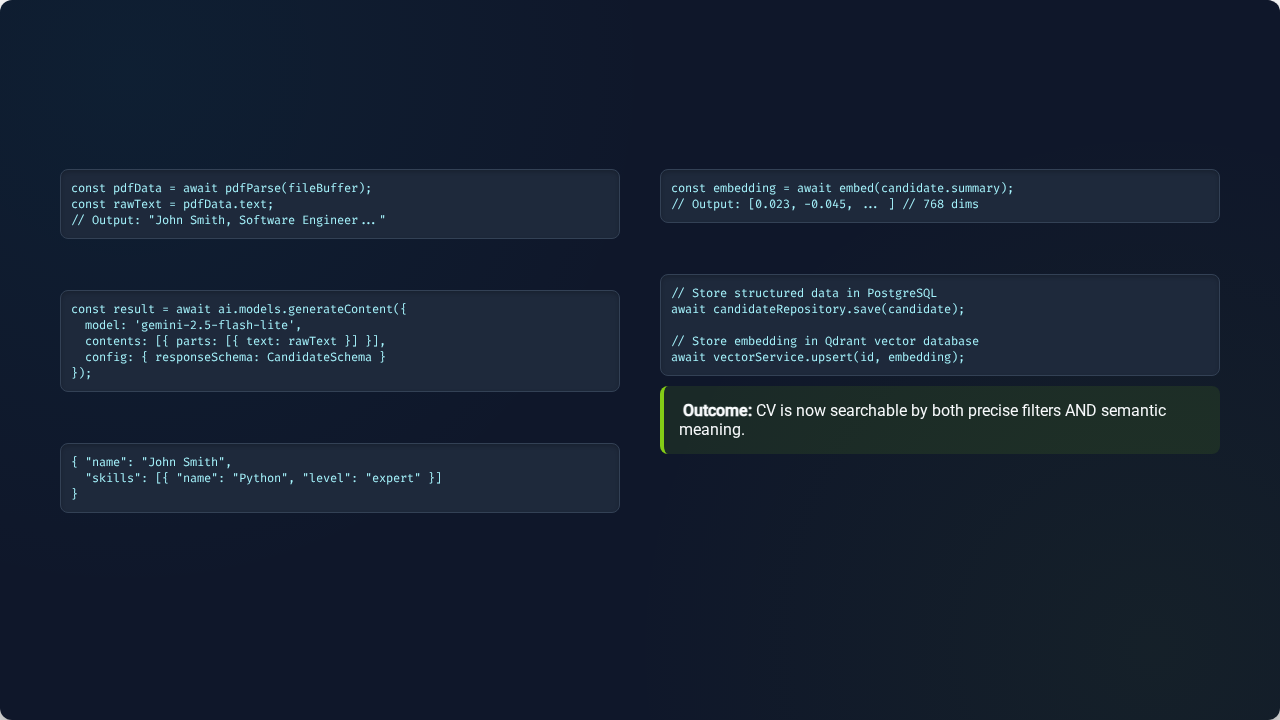 const pdfData = await pdfParse(fileBuffer);
const rawText = pdfData.text;
// Output: "John Smith, Software Engineer..."
const result = await ai.models.generateContent({
  model: 'gemini-2.5-flash-lite',
  contents: [{ parts: [{ text: rawText }] }],
  config: { responseSchema: CandidateSchema }
});
{ "name": "John Smith",
  "skills": [{ "name": "Python", "level": "expert" }]
}
const embedding = await embed(candidate.summary);
// Output: [0.023, -0.045, ... ] // 768 dims
// Store structured data in PostgreSQL
await candidateRepository.save(candidate);
// Store embedding in Qdrant vector database
await vectorService.upsert(id, embedding);
Outcome: CV is now searchable by both precise filters AND semantic
meaning.